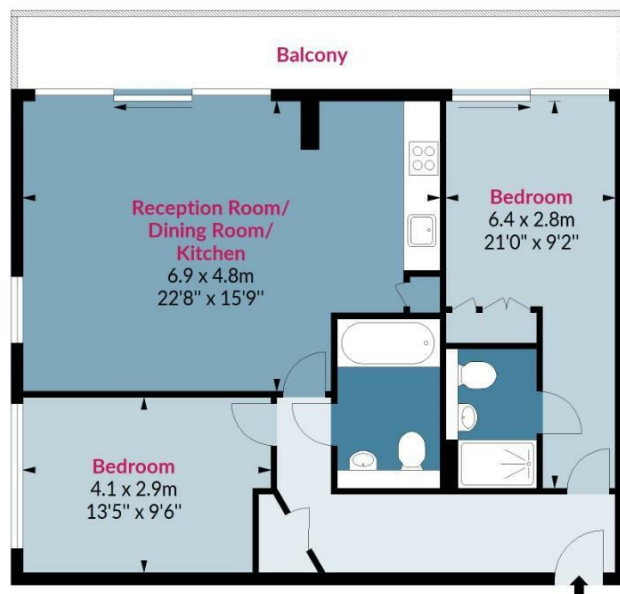 Balcony
Reception Room/
Dining Room/
Kitchen
6.9 x 4.8m
22'8" x 15'9"
Bedroom
6.4 x 2.8m
21'0" x 9'2"
Bedroom
4.1 x 2.9m
13'5" x 9'6"